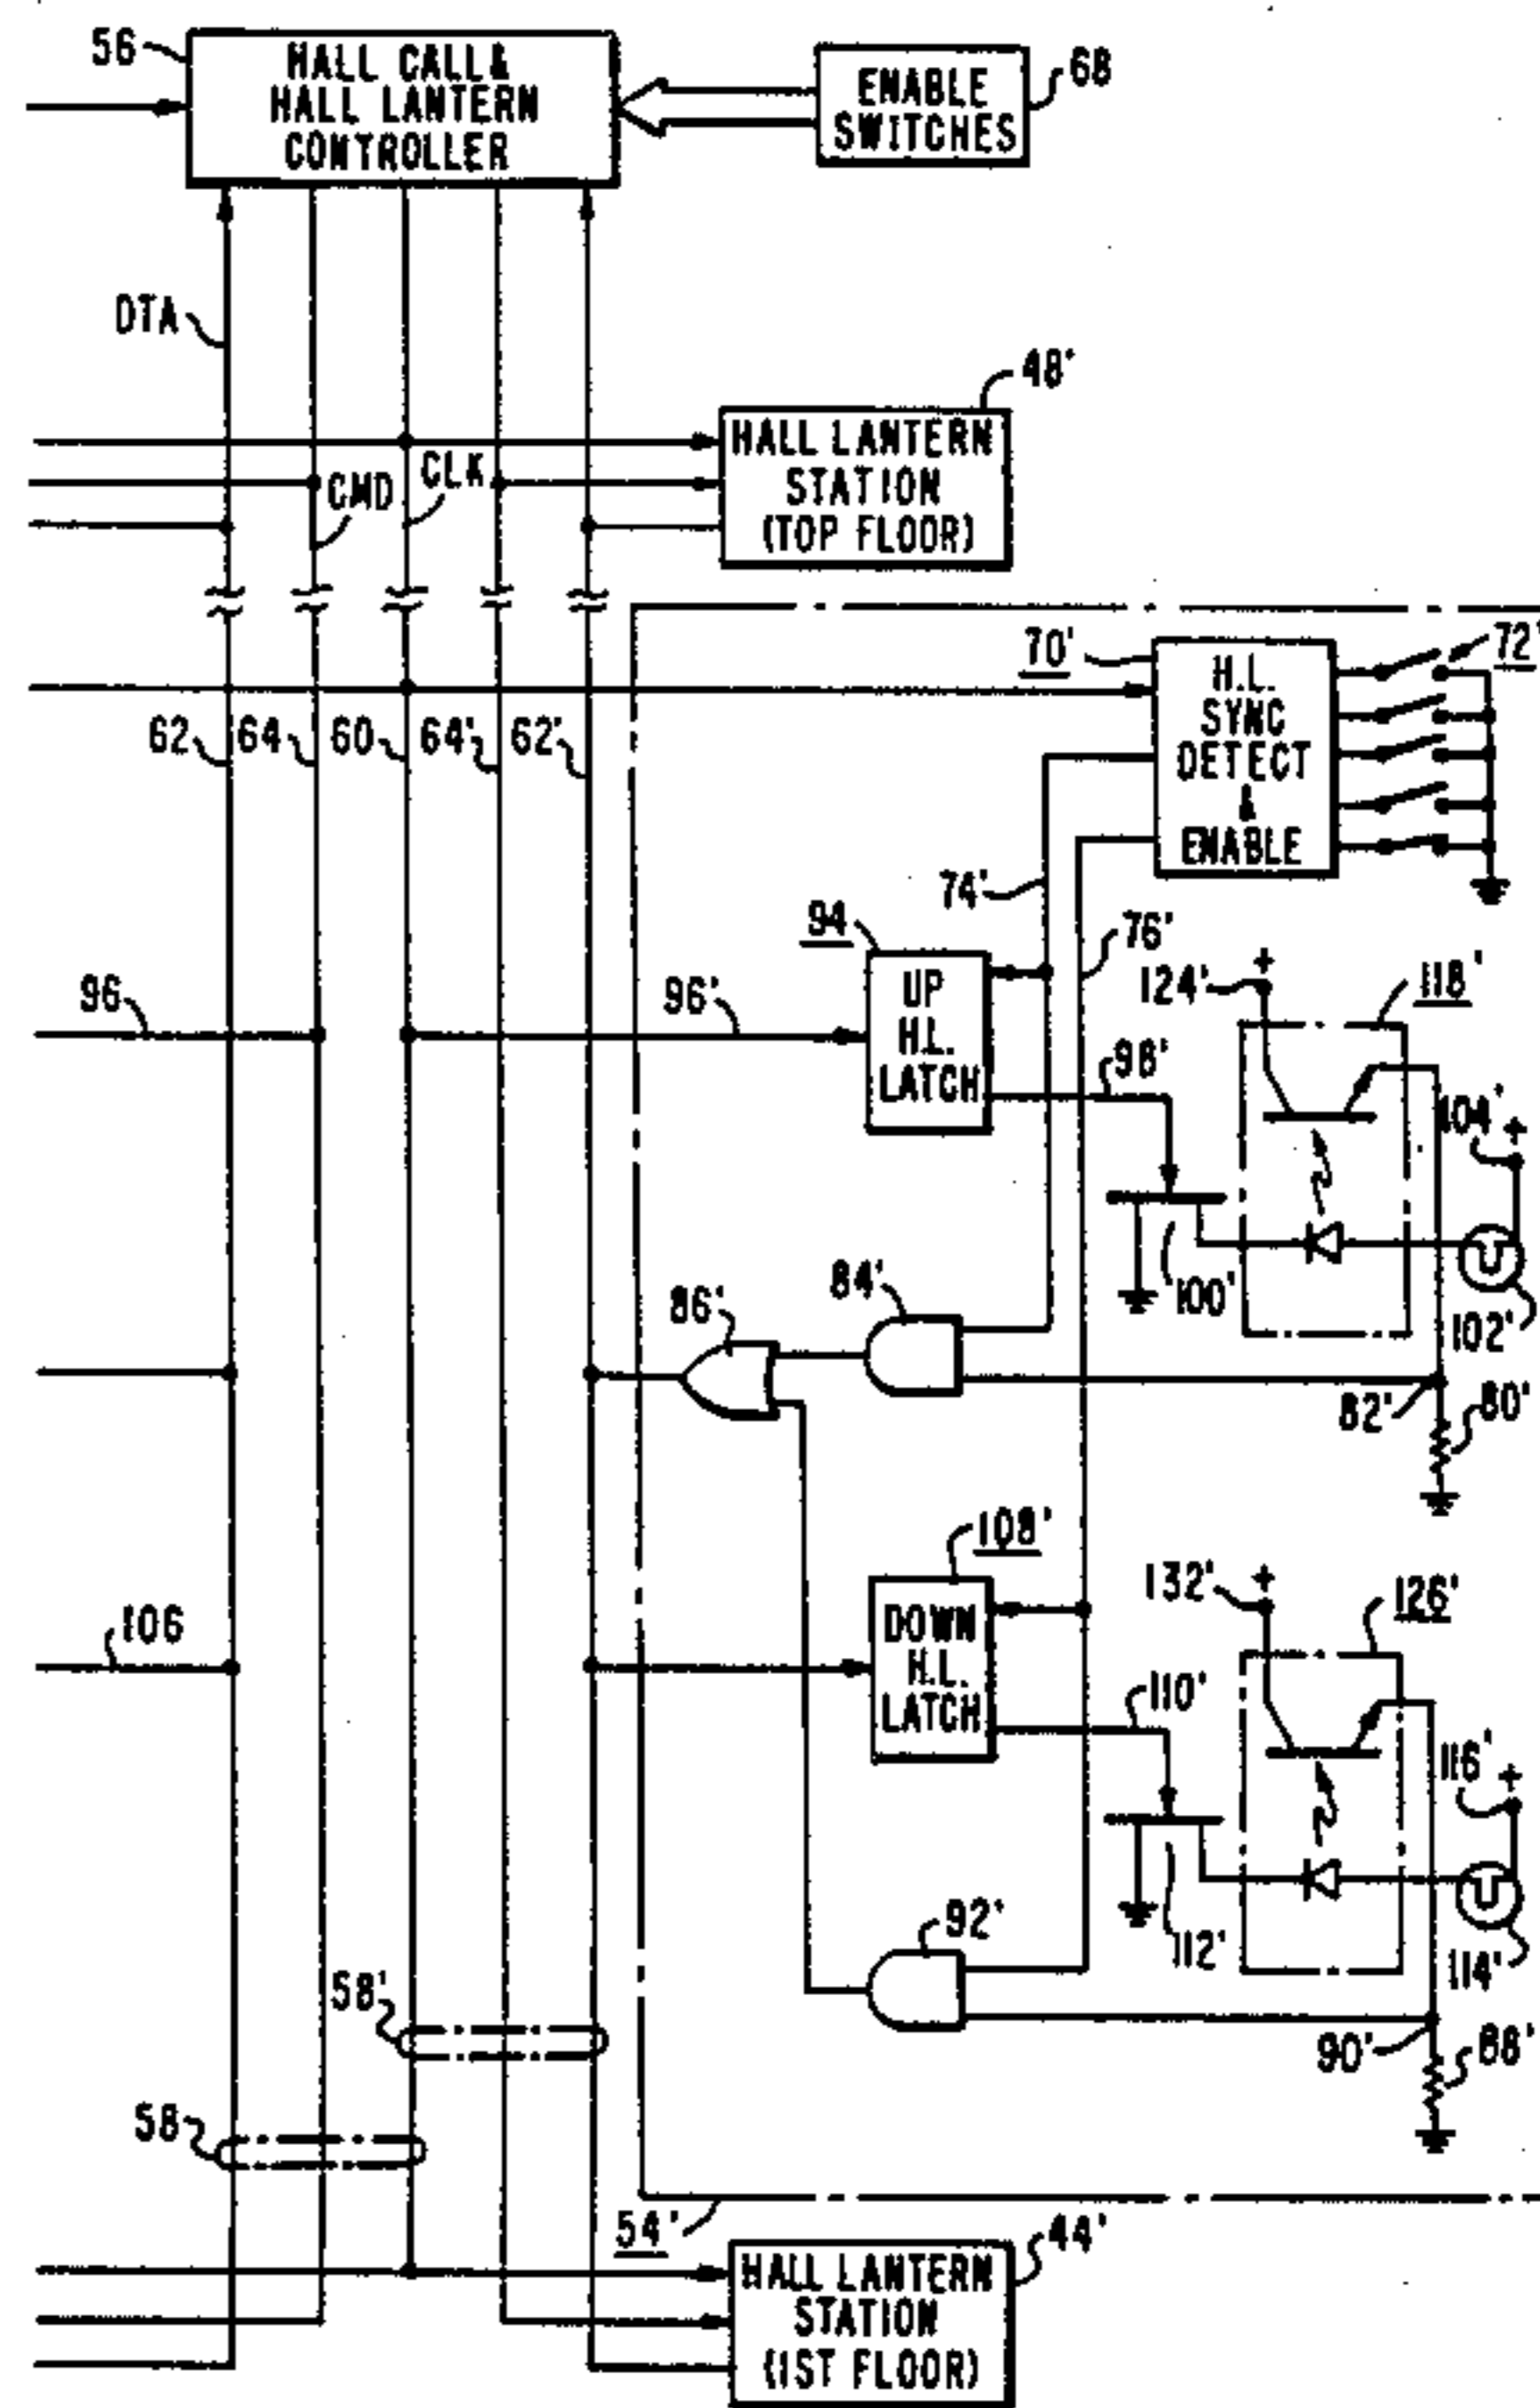 56
HALL CALL &
HALL LANTERN
CONTROLLER
ENABLE
SWITCHES
68
DTA
48'
HALL LANTERN
STATION
(TOP FLOOR)
CMD
CLK
70'
H.L.
SYNC
DETECT
&
ENABLE
72'
62
64
60
64'
62'
74'
76'
94
UP
H.L.
LATCH
96
96'
98'
+
124'
118'
104'
+
100'
102'
86'
84'
82'
80'
108'
DOWN
H.L.
LATCH
106
110'
+
132'
126'
116'
+
112'
114'
92'
90'
88'
58'
58
54'
44'
HALL LANTERN
STATION
(1ST FLOOR)